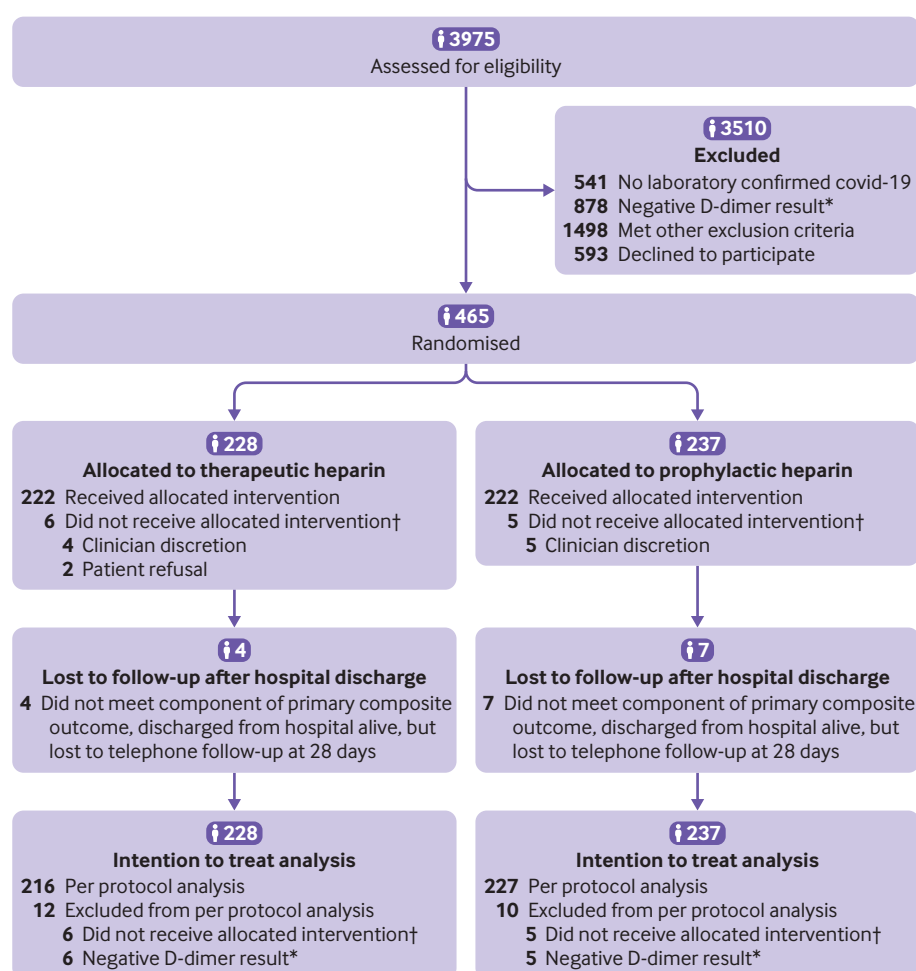 3975
Assessed for eligibility
3510
Excluded
541 No laboratory confirmed covid-19
878 Negative D-dimer result*
1498 Met other exclusion criteria
593 Declined to participate
465
Randomised
228
Allocated to therapeutic heparin
222 Received allocated intervention
6 Did not receive allocated intervention†
4 Clinician discretion
2 Patient refusal
237
Allocated to prophylactic heparin
222 Received allocated intervention
5 Did not receive allocated intervention†
5 Clinician discretion
4
Lost to follow-up after hospital discharge
4 Did not meet component of primary composite
outcome, discharged from hospital alive, but
lost to telephone follow-up at 28 days
7
Lost to follow-up after hospital discharge
7 Did not meet component of primary composite
outcome, discharged from hospital alive, but
lost to telephone follow-up at 28 days
228
Intention to treat analysis
216 Per protocol analysis
12 Excluded from per protocol analysis
6 Did not receive allocated intervention†
6 Negative D-dimer result*
237
Intention to treat analysis
227 Per protocol analysis
10 Excluded from per protocol analysis
5 Did not receive allocated intervention†
5 Negative D-dimer result*